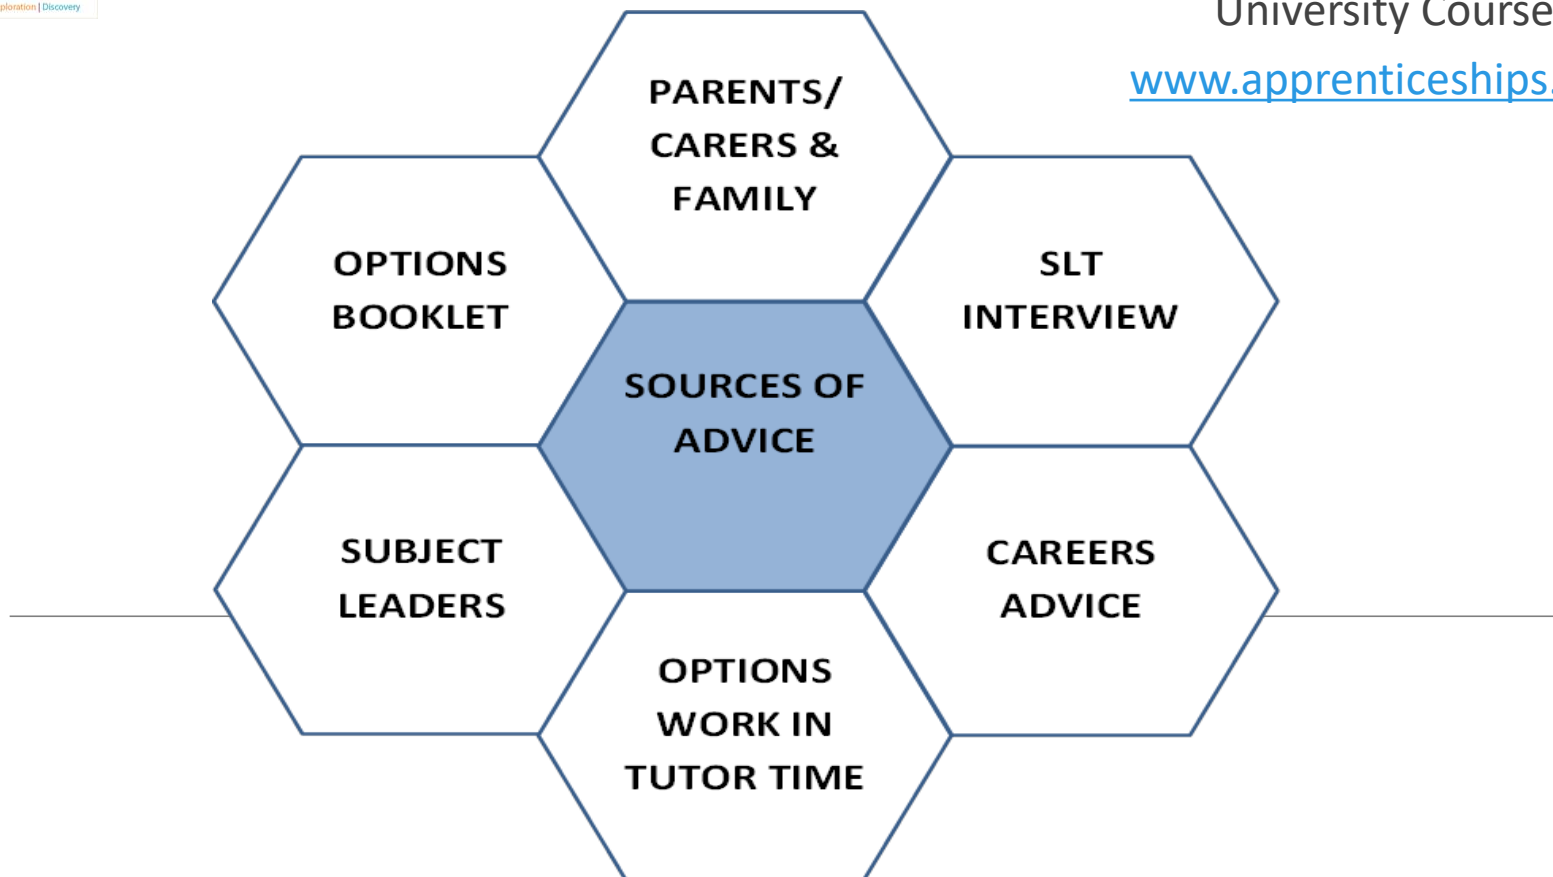 Discovery
University Course
www.apprenticeships.
PARENTS/
CARERS &
FAMILY
OPTIONS
BOOKLET
SLT
INTERVIEW
SOURCES OF
ADVICE
SUBJECT
LEADERS
CAREERS
ADVICE
OPTIONS
WORK IN
TUTOR TIME